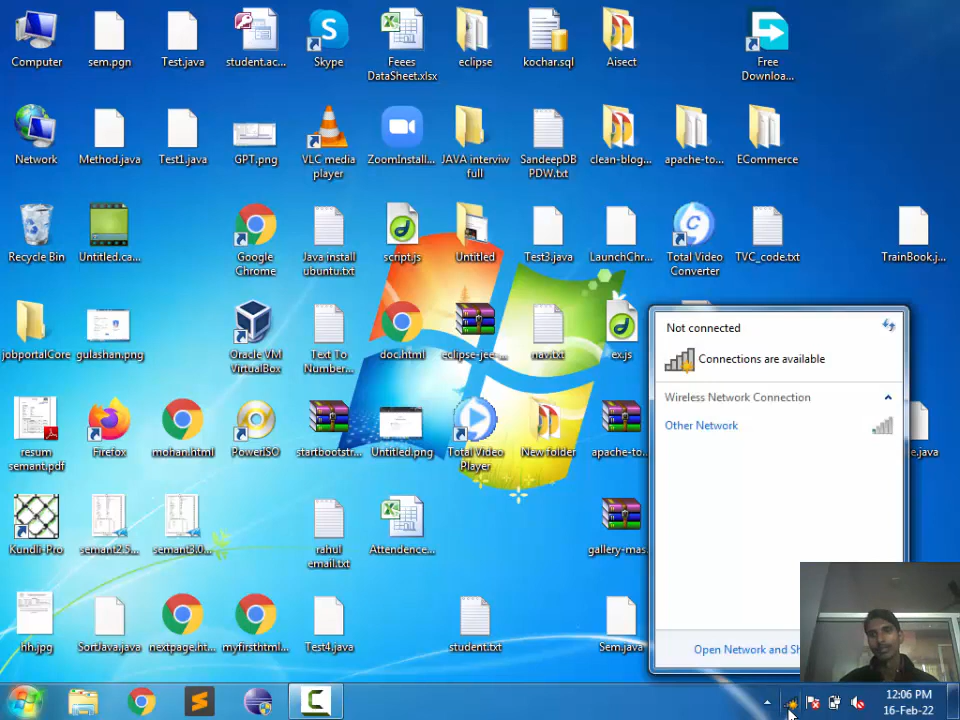 Computer
sem.pgn
Test.java
student.ac...
Skype
Feees
DataSheet.xlsx
eclipse
kochar.sql
Aisect
Free
Downloa...
Network
Method.java
Test1.java
GPT.png
VLC media
player
ZoomInstall...
JAVA interviw
full
SandeepDB
PDW.txt
clean-blog...
apache-to...
ECommerce
Recycle Bin
Untitled.ca...
Google
Chrome
Java install
ubuntu.txt
script.js
Untitled
Test3.java
LaunchChr...
Total Video
Converter
TVC_code.txt
TrainBook.j...
jobportalCore
gulashan.png
Oracle VM
VirtualBox
Text To
Number...
doc.html
eclipse-jee-...
nav.txt
ex.js
Not connected
Connections are available
Wireless Network Connection
Other Network
resum
semantipdf
Firefox
mohan.html
PowerISO
startbootstr...
Untitled.png
Total Video
Player
New folder
apache-to...
e.java
Kundli-Pro
semant2.5...
semant3.0...
rahul
email.txt
Attendence...
gallery-mas
hh.jpg
SortJava.java
nextpage.ht...
myfirsthtml...
Test4.java
student.txt
Sem.java
Open Network and Sh
12:06 PM
16-Feb-22